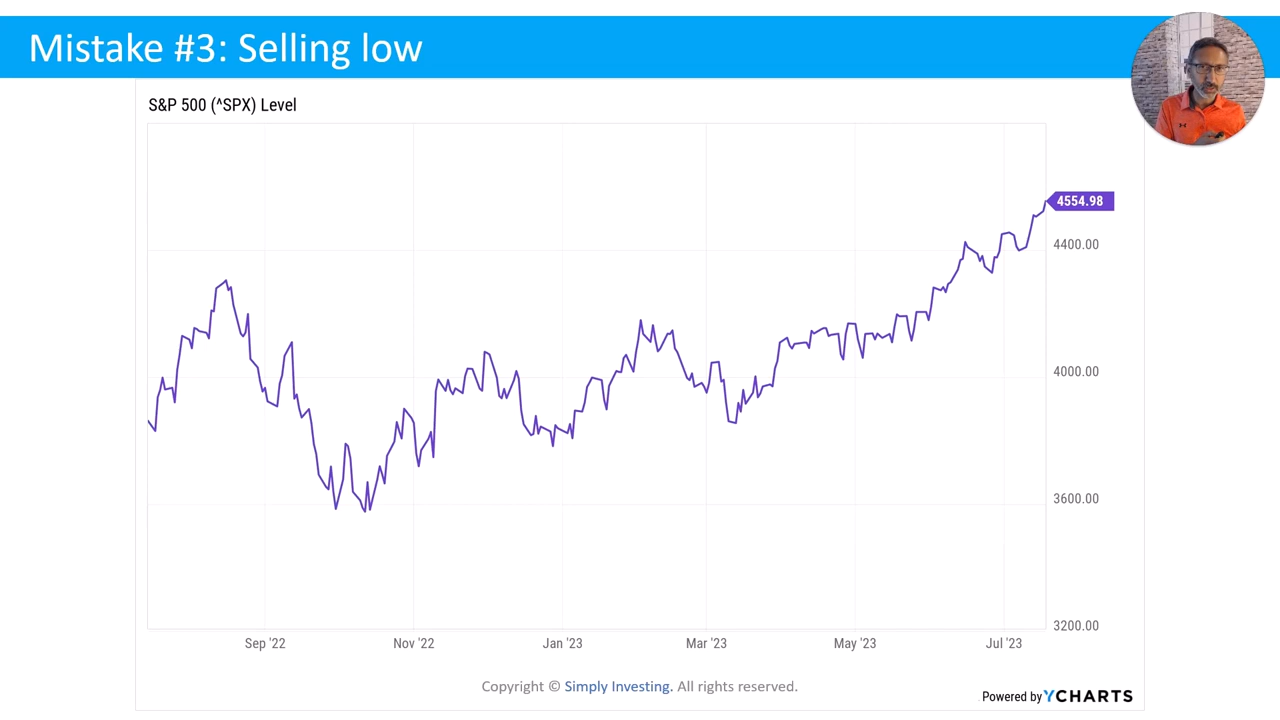 Mistake #3: Selling low
S&P 500 (^SPX) Level
4554.98
4400.00
4000.00
3600.00
3200.00
Sep '22 Nov '22 Jan '23 Mar '23 May '23 Jul '23
Copyright © Simply Investing. All rights reserved.
Powered by YCHARTS